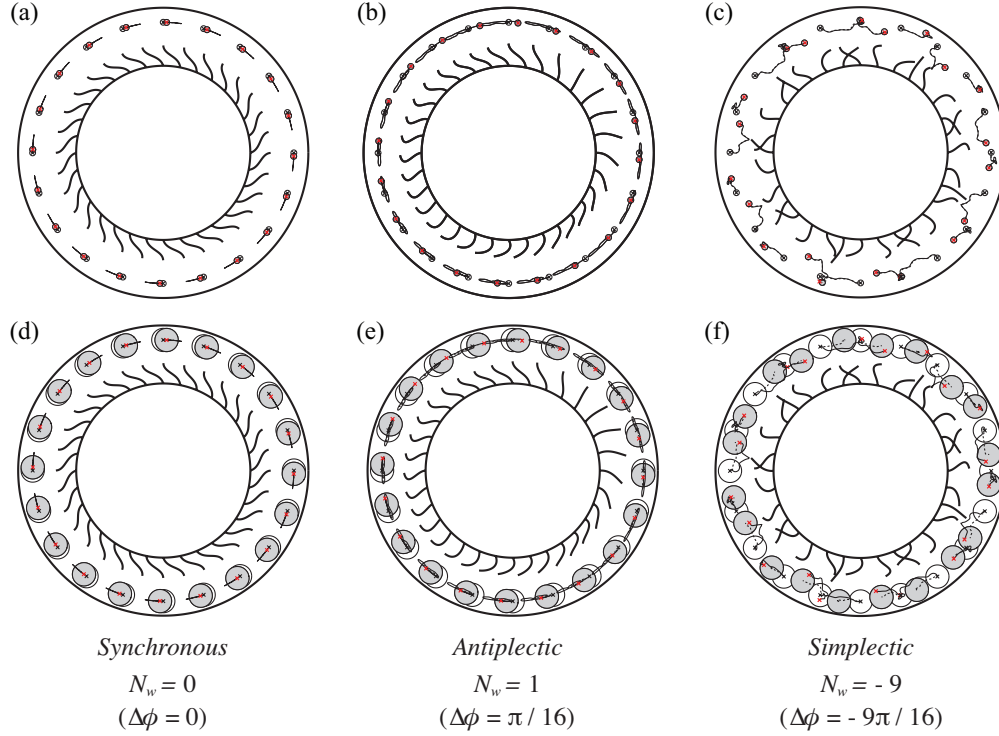 (a) (b) (c)
(d) (e) (f)
Synchronous Antiplectic Simplectic
N_w = 0 N_w = 1 N_w = - 9
(Δϕ = 0) (Δϕ = π / 16) (Δϕ = - 9π / 16)